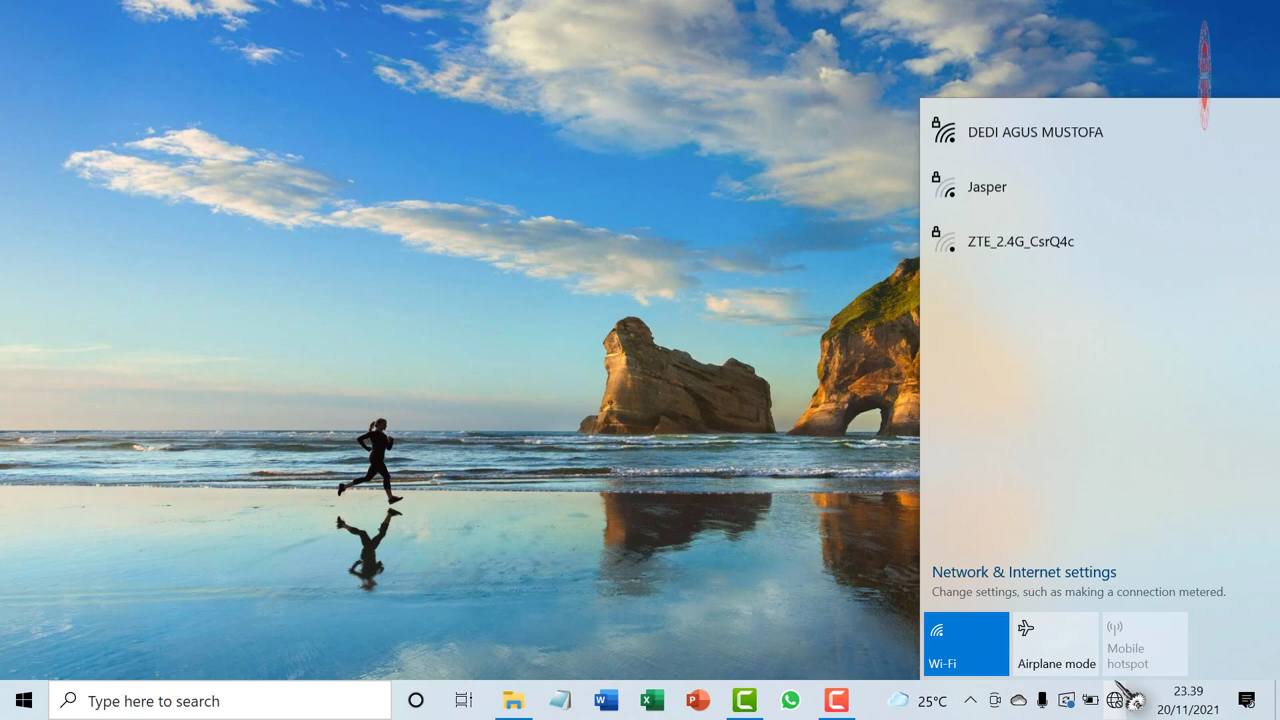 DEDI AGUS MUSTOFA
Jasper
ZTE_2.4G_CsrQ4c
Network & Internet settings
Change settings, such as making a connection metered.
Wi-Fi
Airplane mode
Mobile
hotspot
Type here to search
W
X
P
C
C
25°C
23.39
20/11/2021